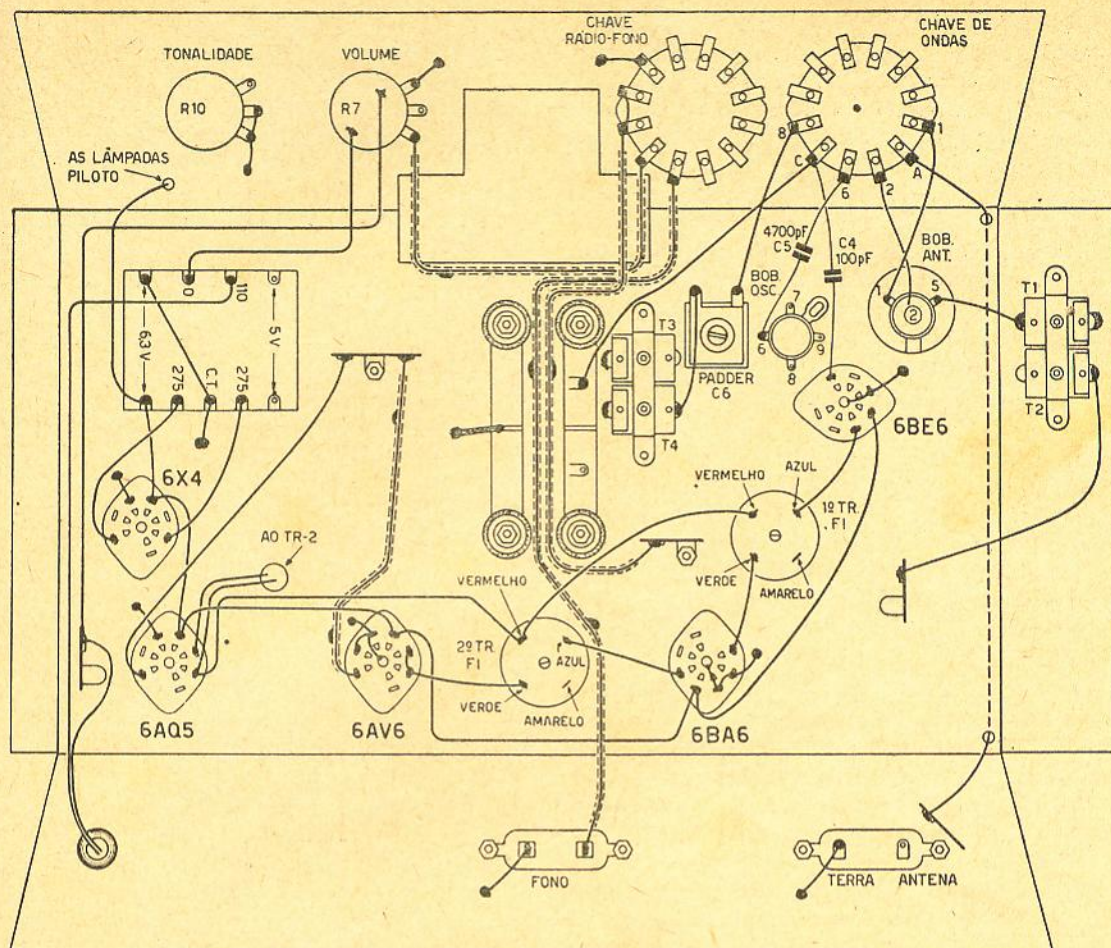 TONALIDADE
R10
VOLUME
R7
CHAVE
RÁDIO-FONO
CHAVE DE
ONDAS
AS LÂMPADAS
PILOTO
8
C
6
2
A
1
4700pF
C5
C4
100pF
BOB.
OSC.
BOB.
ANT.
1
5
2
7
6
9
8
T1
T2
T3
T4
PADDER
C6
6BE6
0
110
6.3 V
5 V
275
C.T.
275
6X4
AO TR-2
VERMELHO
AZUL
1º TR.
FI
VERDE
AMARELO
VERMELHO
2º TR.
FI
AZUL
VERDE
AMARELO
6AQ5
6AV6
6BA6
FONO
TERRA
ANTENA